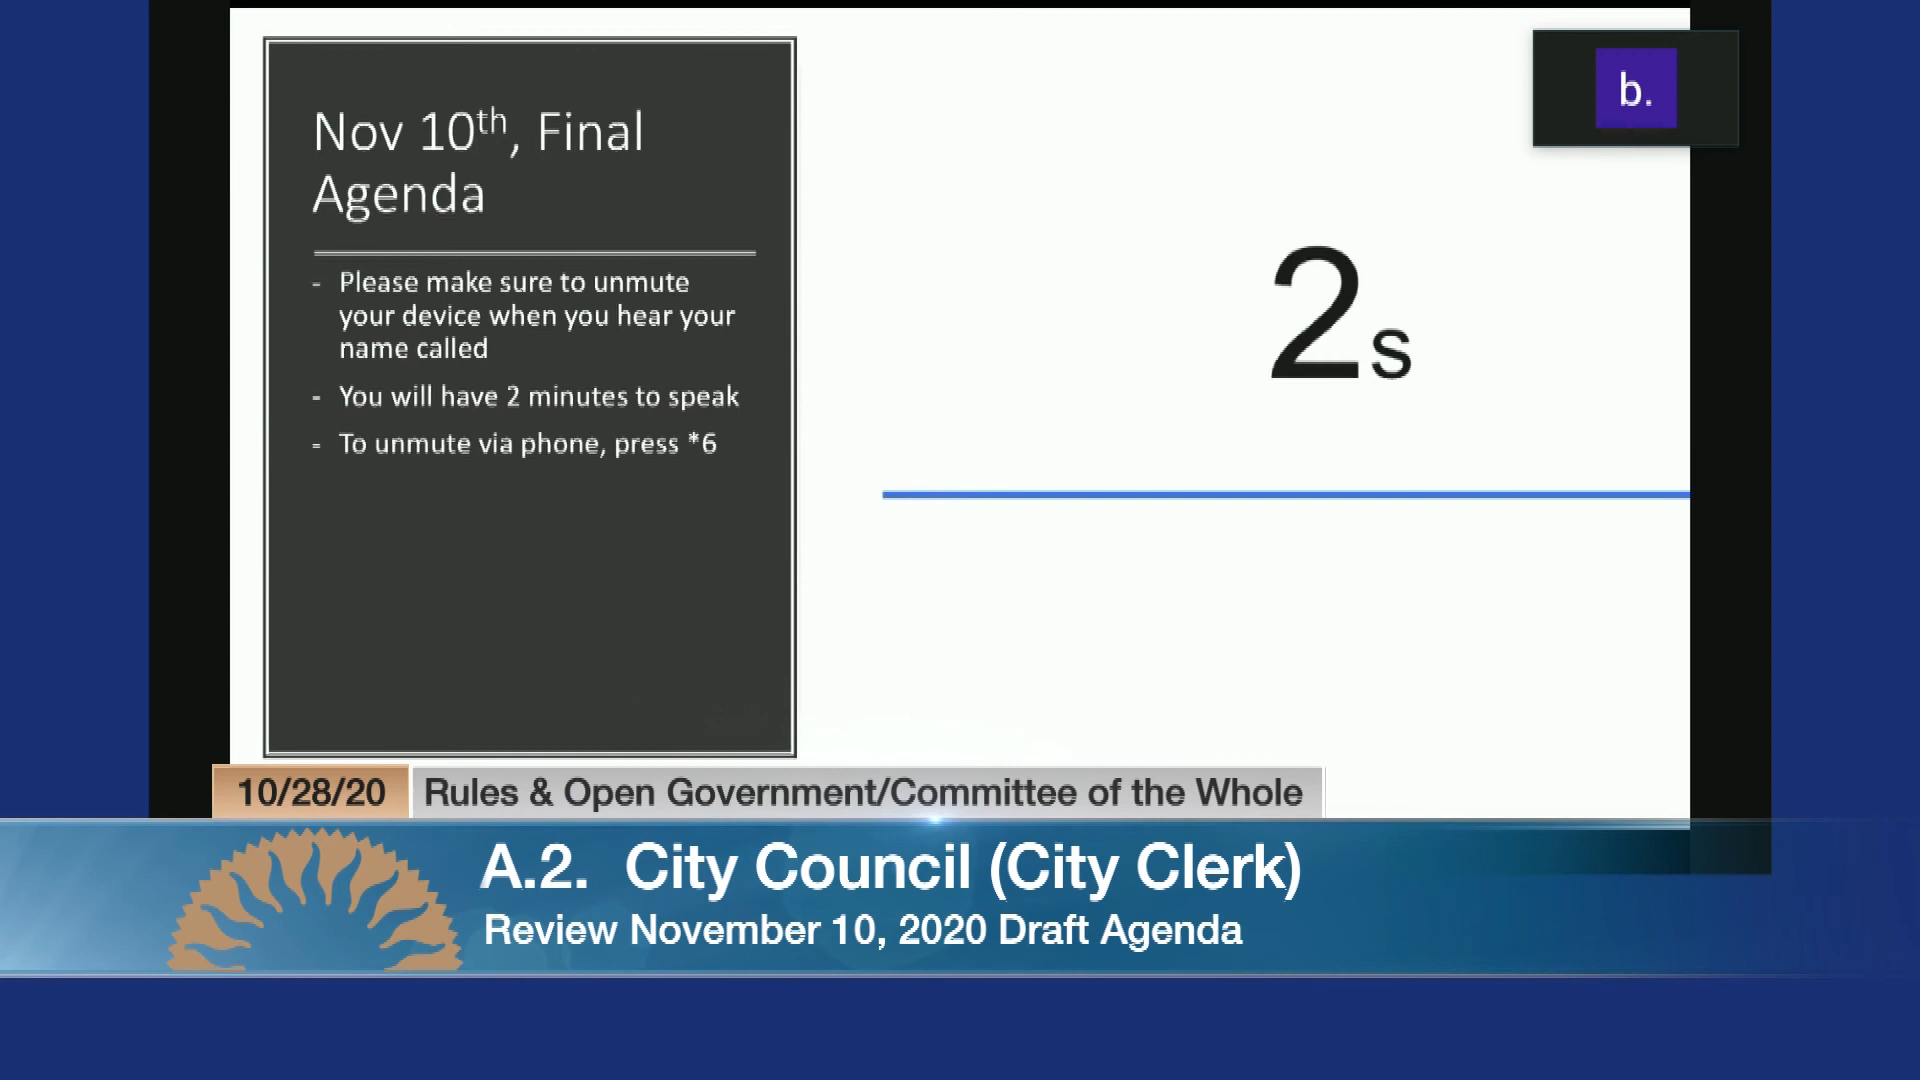 Nov 10th, Final
Agenda
- Please make sure to unmute
your device when you hear your
name called
- You will have 2 minutes to speak
- To unmute via phone, press *6
b.
2s
10/28/20
Rules & Open Government/Committee of the Whole
A.2. City Council (City Clerk)
Review November 10, 2020 Draft Agenda